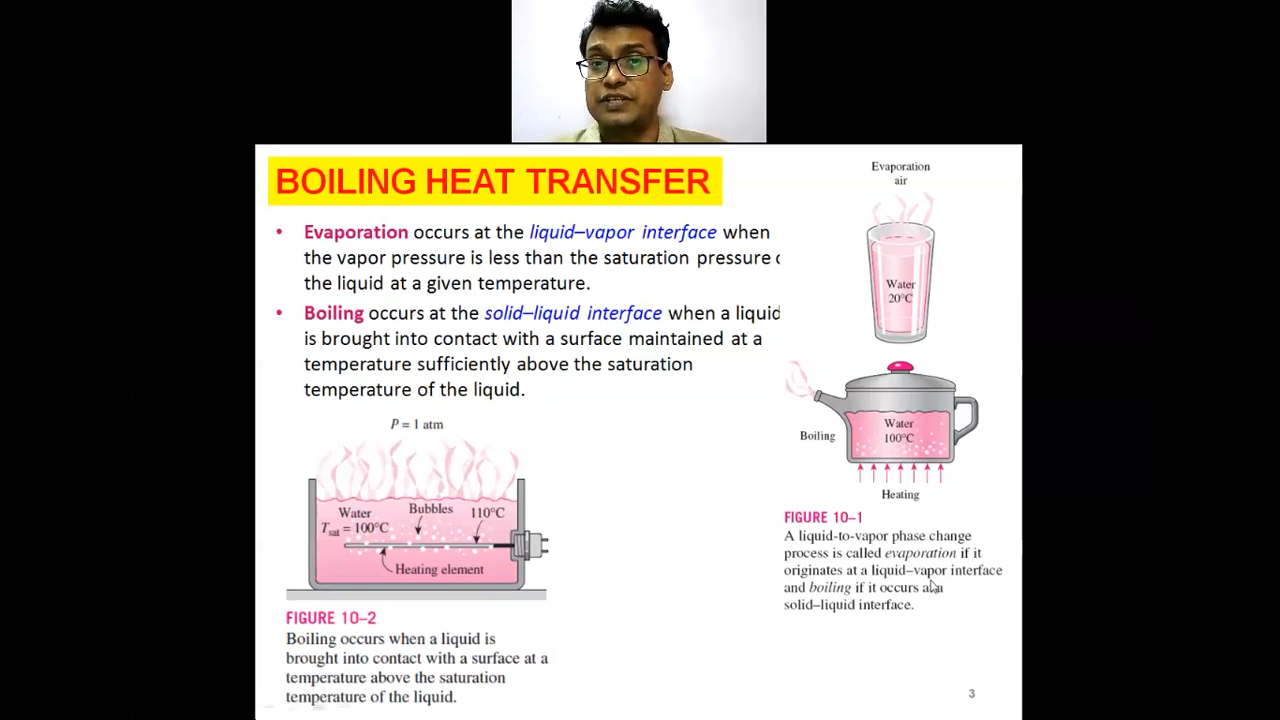 BOILING HEAT TRANSFER
• Evaporation occurs at the liquid–vapor interface when
the vapor pressure is less than the saturation pressure
the liquid at a given temperature.
• Boiling occurs at the solid–liquid interface when a liquid
is brought into contact with a surface maintained at a
temperature sufficiently above the saturation
temperature of the liquid.
P = 1 atm
Water
Tsat = 100°C
Bubbles
110°C
Heating element
FIGURE 10–2
Boiling occurs when a liquid is
brought into contact with a surface at a
temperature above the saturation
temperature of the liquid.
Evaporation
air
Water
20°C
Water
100°C
Boiling
Heating
FIGURE 10–1
A liquid-to-vapor phase change
process is called evaporation if it
originates at a liquid–vapor interface
and boiling if it occurs at a
solid–liquid interface.
3